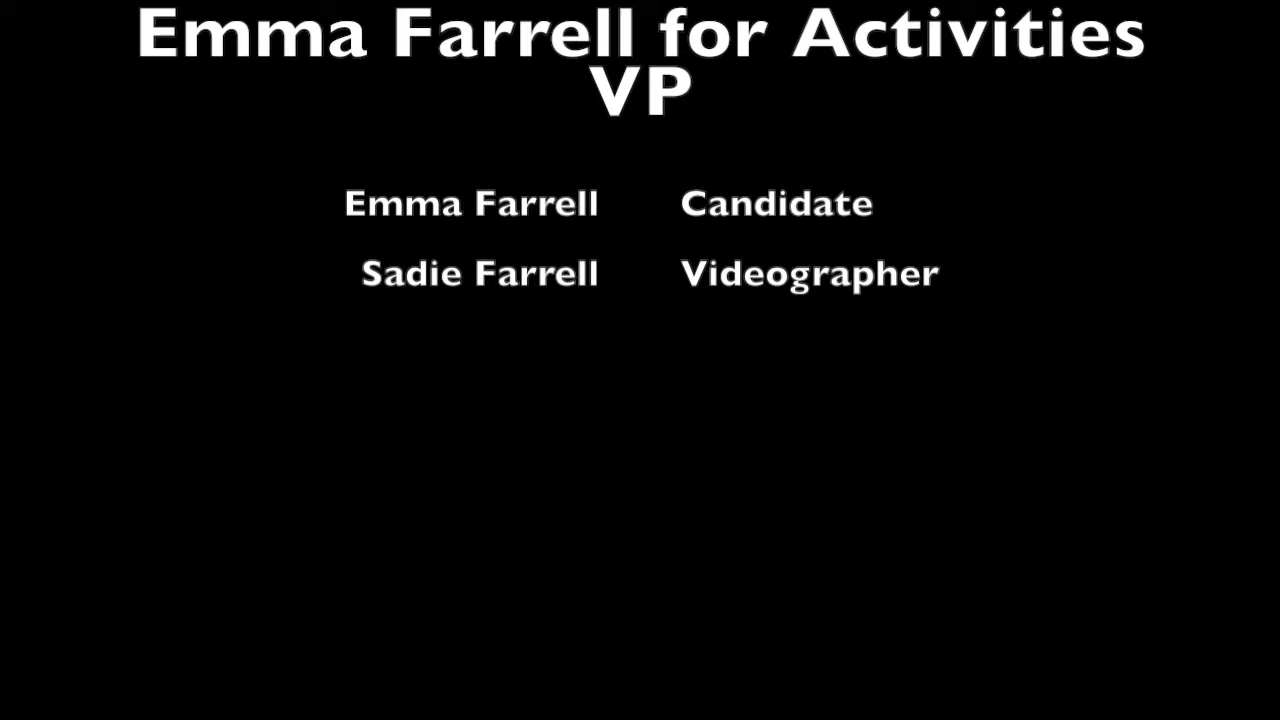 Emma Farrell for Activities
VP
Emma Farrell Candidate
Sadie Farrell Videographer